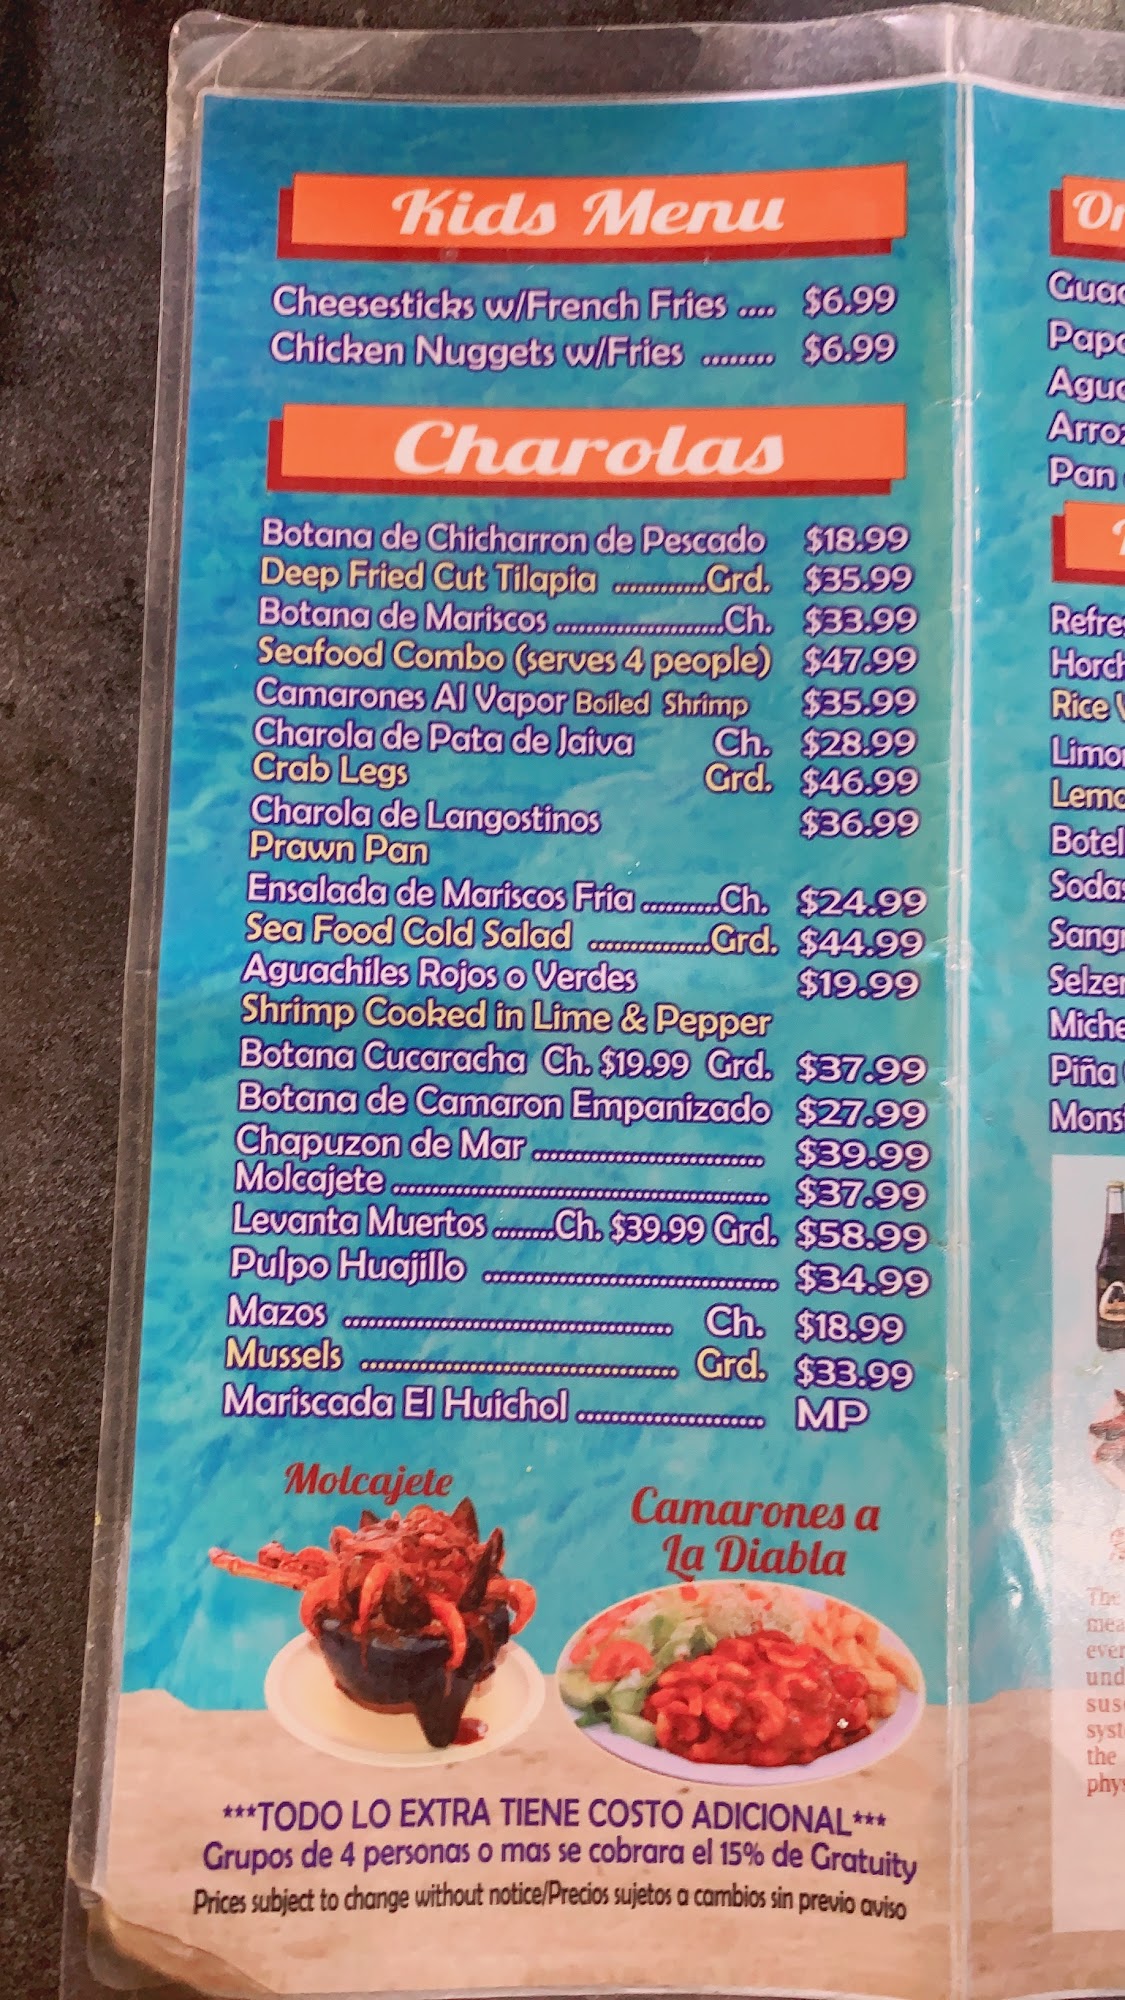 Kids Menu
Cheesesticks w/French Fries .... $6.99
Chicken Nuggets w/Fries ........ $6.99
Charolas
Botana de Chicharron de Pescado $18.99
Deep Fried Cut Tilapia ............Grd. $35.99
Botana de Mariscos .......................Ch. $33.99
Seafood Combo (serves 4 people) $47.99
Camarones Al Vapor Boiled Shrimp $35.99
Charola de Pata de Jaiva Ch. $28.99
Crab Legs Grd. $46.99
Charola de Langostinos $36.99
Prawn Pan
Ensalada de Mariscos Fria ..........Ch. $24.99
Sea Food Cold Salad ................Grd. $44.99
Aguachiles Rojos o Verdes $19.99
Shrimp Cooked in Lime & Pepper
Botana Cucaracha Ch. $19.99 Grd. $37.99
Botana de Camaron Empanizado $27.99
Chapuzon de Mar .............................. $39.99
Molcajete .................................................. $37.99
Levanta Muertos ........Ch. $39.99 Grd. $58.99
Pulpo Huajillo ...................................... $34.99
Mazos ........................................... Ch. $18.99
Mussels ......................................... Grd. $33.99
Mariscada El Huichol ........................ MP
Molcajete
Camarones a
La Diabla
***TODO LO EXTRA TIENE COSTO ADICIONAL***
Grupos de 4 personas o mas se cobrara el 15% de Gratuity
Prices subject to change without notice/Precios sujetos a cambios sin previo aviso
Arroz
Pan
Rice
Piña
The
the